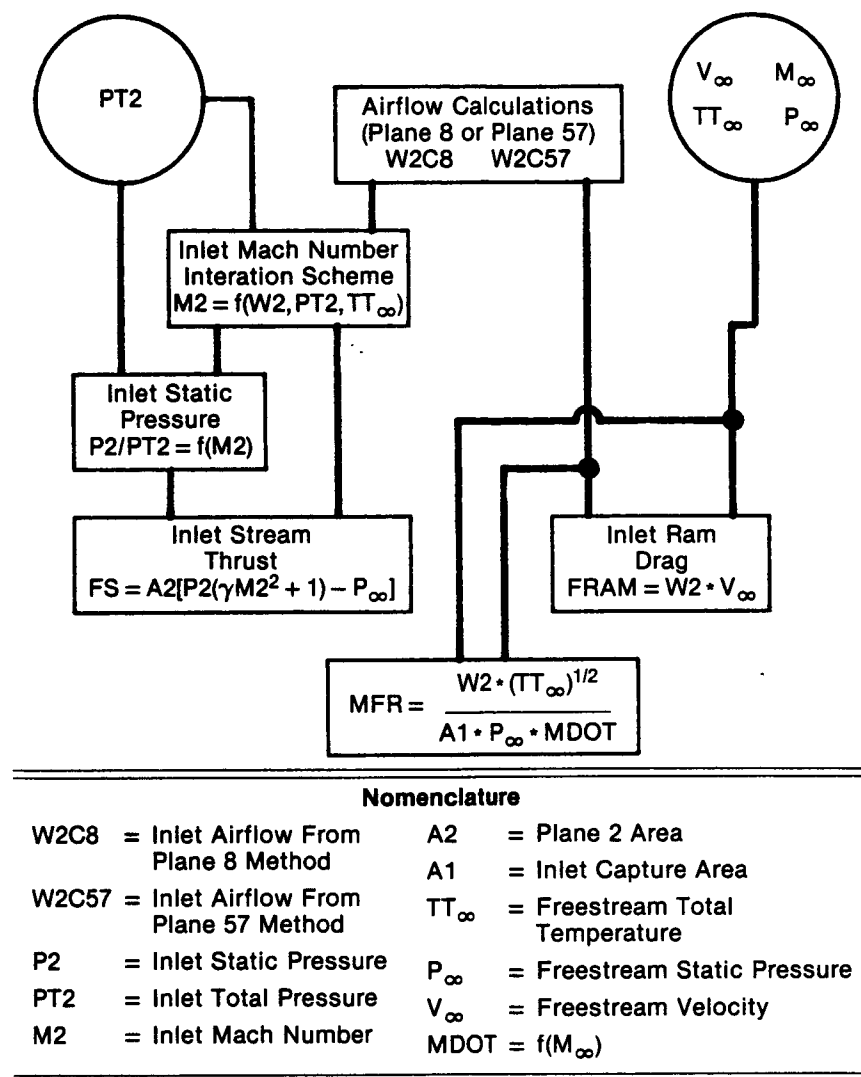 PT2
Airflow Calculations
(Plane 8 or Plane 57)
W2C8 W2C57
V∞ M∞
TT∞ P∞
Inlet Mach Number
Interation Scheme
M2 = f(W2, PT2, TT∞)
Inlet Static
Pressure
P2/PT2 = f(M2)
Inlet Stream
Thrust
FS = A2[P2(γM2² + 1) – P∞]
Inlet Ram
Drag
FRAM = W2 * V∞
MFR = W2 * (TT∞)^1/2
A1 * P∞ * MDOT
Nomenclature
W2C8 = Inlet Airflow From
Plane 8 Method
W2C57 = Inlet Airflow From
Plane 57 Method
P2 = Inlet Static Pressure
PT2 = Inlet Total Pressure
M2 = Inlet Mach Number
A2 = Plane 2 Area
A1 = Inlet Capture Area
TT∞ = Freestream Total
Temperature
P∞ = Freestream Static Pressure
V∞ = Freestream Velocity
MDOT = f(M∞)